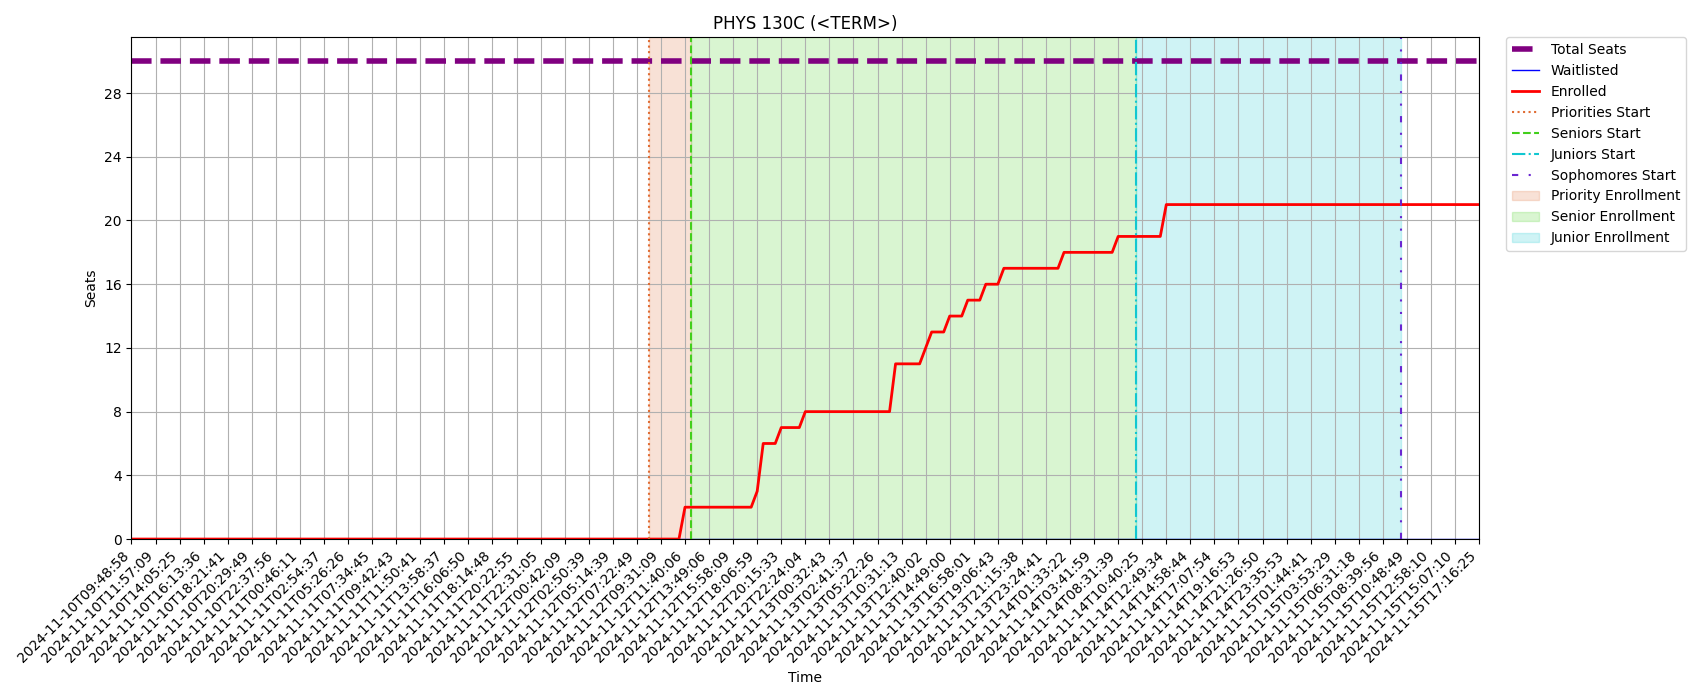 PHYS 130C (<TERM>)
Total Seats
Waitlisted
Enrolled
Priorities Start
Seniors Start
Juniors Start
Sophomores Start
Priority Enrollment
Senior Enrollment
Junior Enrollment
Seats
28
24
20
16
12
8
4
0
2024-11-10T09:48:58
2024-11-10T11:57:09
2024-11-10T14:05:25
2024-11-10T16:13:36
2024-11-10T18:21:41
2024-11-10T20:29:49
2024-11-10T22:37:56
2024-11-11T00:46:11
2024-11-11T02:54:37
2024-11-11T05:26:26
2024-11-11T07:34:45
2024-11-11T09:42:43
2024-11-11T11:50:41
2024-11-11T13:58:37
2024-11-11T16:06:50
2024-11-11T18:14:48
2024-11-11T20:22:55
2024-11-11T22:31:05
2024-11-12T00:42:09
2024-11-12T02:50:39
2024-11-12T05:14:39
2024-11-12T07:22:49
2024-11-12T09:31:09
2024-11-12T11:40:06
2024-11-12T13:49:06
2024-11-12T15:58:09
2024-11-12T18:06:59
2024-11-12T20:15:33
2024-11-12T22:24:04
2024-11-13T00:32:43
2024-11-13T02:41:37
2024-11-13T05:22:26
2024-11-13T10:31:13
2024-11-13T12:40:02
2024-11-13T14:49:00
2024-11-13T16:58:01
2024-11-13T19:06:43
2024-11-13T21:15:38
2024-11-13T23:24:41
2024-11-14T01:33:22
2024-11-14T03:41:59
2024-11-14T08:31:39
2024-11-14T10:40:25
2024-11-14T12:49:34
2024-11-14T14:58:44
2024-11-14T17:07:54
2024-11-14T19:16:53
2024-11-14T21:26:50
2024-11-14T23:35:53
2024-11-15T01:44:41
2024-11-15T03:53:29
2024-11-15T06:31:18
2024-11-15T08:39:56
2024-11-15T10:48:49
2024-11-15T12:58:10
2024-11-15T15:07:10
2024-11-15T17:16:25
Time